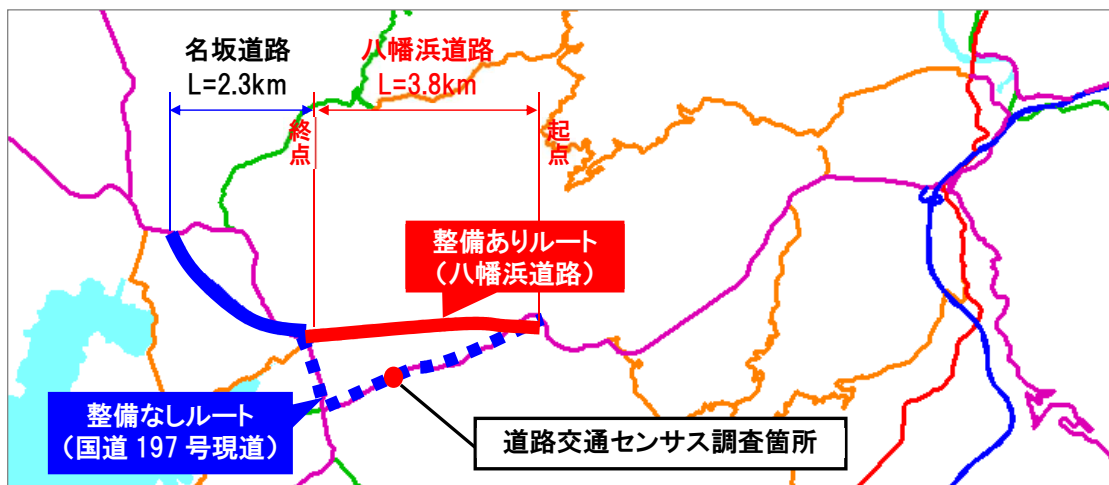 名坂道路
L=2.3km
八幡浜道路
L=3.8km
終点
起点
整備ありルート
（八幡浜道路）
整備なしルート
（国道 197 号現道）
道路交通センサス調査箇所